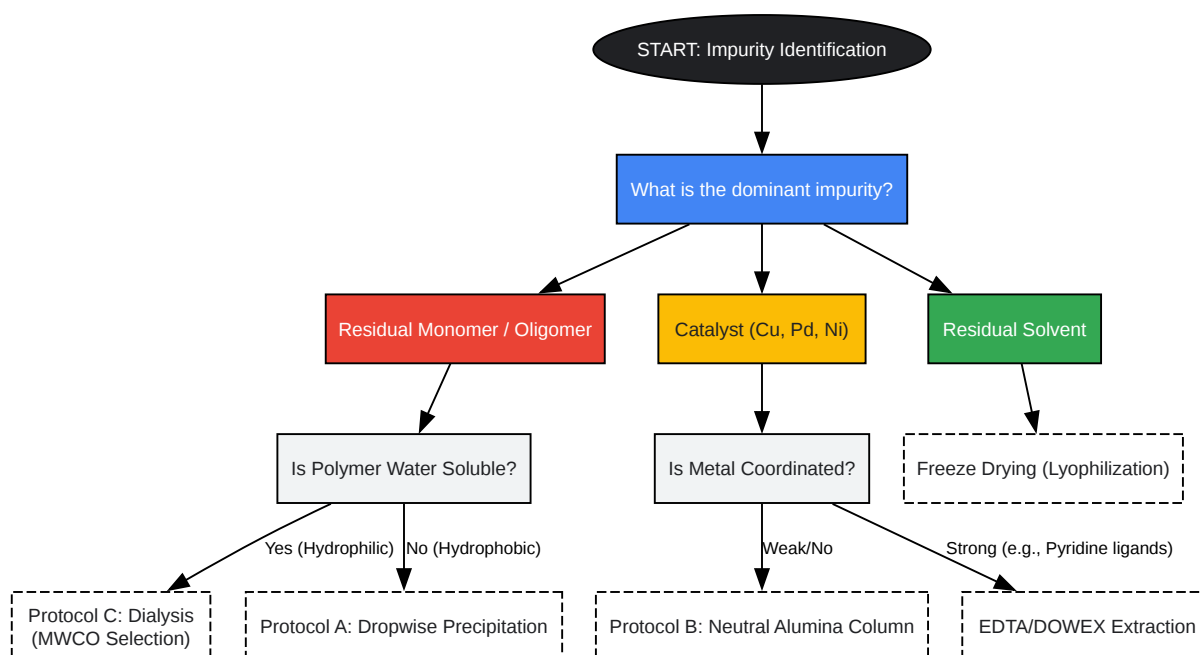 START: Impurity Identification
What is the dominant impurity?
Residual Monomer / Oligomer
Catalyst (Cu, Pd, Ni)
Residual Solvent
Is Polymer Water Soluble?
Is Metal Coordinated?
Freeze Drying (Lyophilization)
Yes (Hydrophilic)
No (Hydrophobic)
Weak/No
Strong (e.g., Pyridine ligands)
Protocol C: Dialysis
(MWCO Selection)
Protocol A: Dropwise Precipitation
Protocol B: Neutral Alumina Column
EDTA/DOWEX Extraction